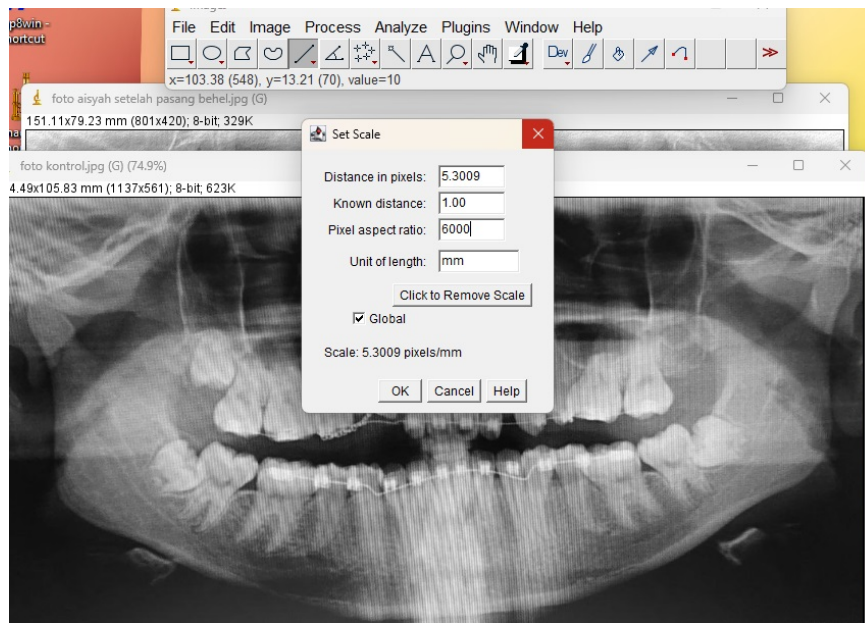 p8win -
ortcut
File Edit Image Process Analyze Plugins Window Help
A Dev >>
x=103.38 (548), y=13.21 (70), value=10
foto aisyah setelah pasang behel.jpg (G)
151.11x79.23 mm (801x420); 8-bit; 329K
Set Scale
foto kontrol.jpg (G) (74.9%)
4.49x105.83 mm (1137x561); 8-bit; 623K
Distance in pixels: 5.3009
Known distance: 1.00
Pixel aspect ratio: 6000
Unit of length: mm
Click to Remove Scale
Global
Scale: 5.3009 pixels/mm
OK Cancel Help